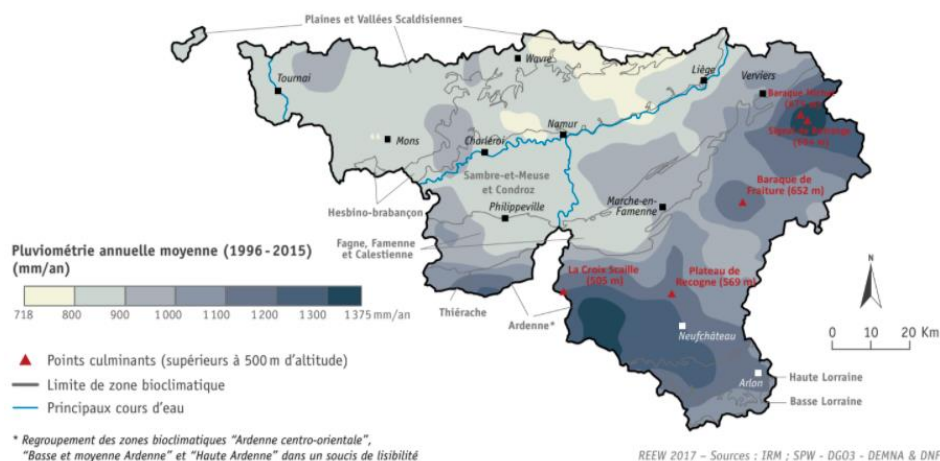 Plaines et Vallées Scaldisiennes
Wavre
Tournai
Liège
Verviers
Baraque Michel
Mons
Charleroi
Namur
Sambre-et-Meuse
et Condroz
Hesbino-brabançon
Philippeville
Marche-en-
Famenne
Baraque de
Fraiture (652 m)
Fagne, Famenne
et Calestienne
Pluviométrie annuelle moyenne (1996-2015)
(mm/an)
718 800 900 1 000 1 100 1 200 1 300 1 375 mm/an
La Croix Scaille
(505 m)
Plateau de
Recogne (569 m)
Thiérache
Ardenne*
Neufchâteau
N
0 10 20 Km
Points culminants (supérieurs à 500 m d'altitude)
Limite de zone bioclimatique
Principaux cours d'eau
Arlon
Haute Lorraine
Basse Lorraine
* Regroupement des zones bioclimatiques "Ardenne centro-orientale",
"Basse et moyenne Ardenne" et "Haute Ardenne" dans un soucis de lisibilité
REEW 2017 – Sources : IRM ; SPW - DGO3 - DEMNA & DNF